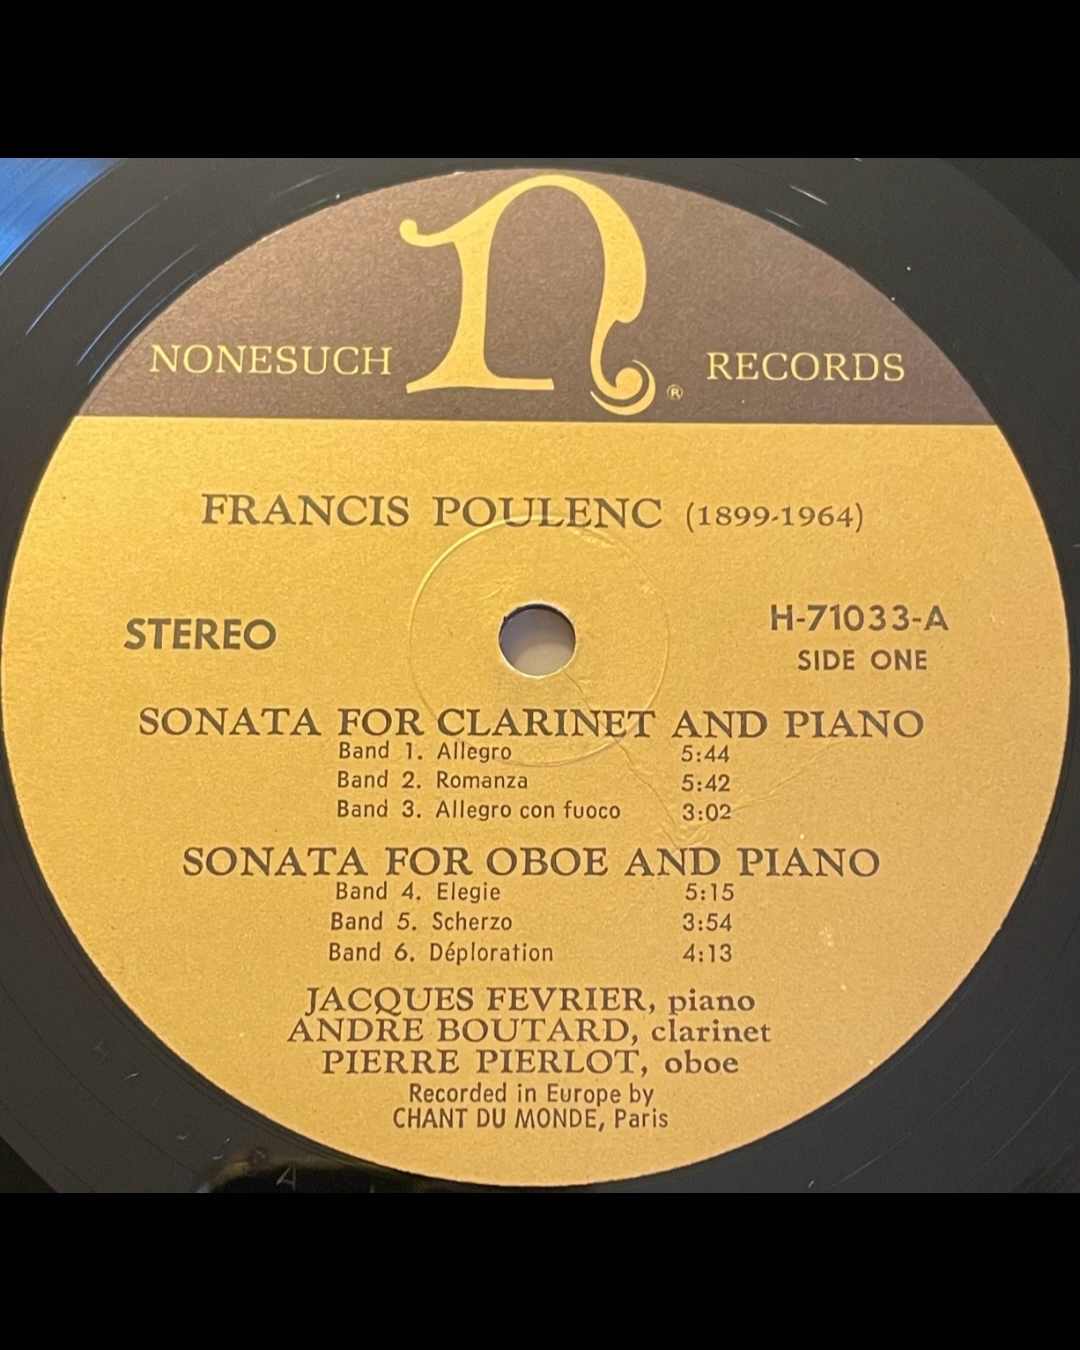 n
NONESUCH RECORDS
®
FRANCIS POULENC (1899-1964)
STEREO
H-71033-A
SIDE ONE
SONATA FOR CLARINET AND PIANO
Band 1. Allegro 5:44
Band 2. Romanza 5:42
Band 3. Allegro con fuoco 3:02
SONATA FOR OBOE AND PIANO
Band 4. Elegie 5:15
Band 5. Scherzo 3:54
Band 6. Déploration 4:13
JACQUES FEVRIER, piano
ANDRE BOUTARD, clarinet
PIERRE PIERLOT, oboe
Recorded in Europe by
CHANT DU MONDE, Paris
A